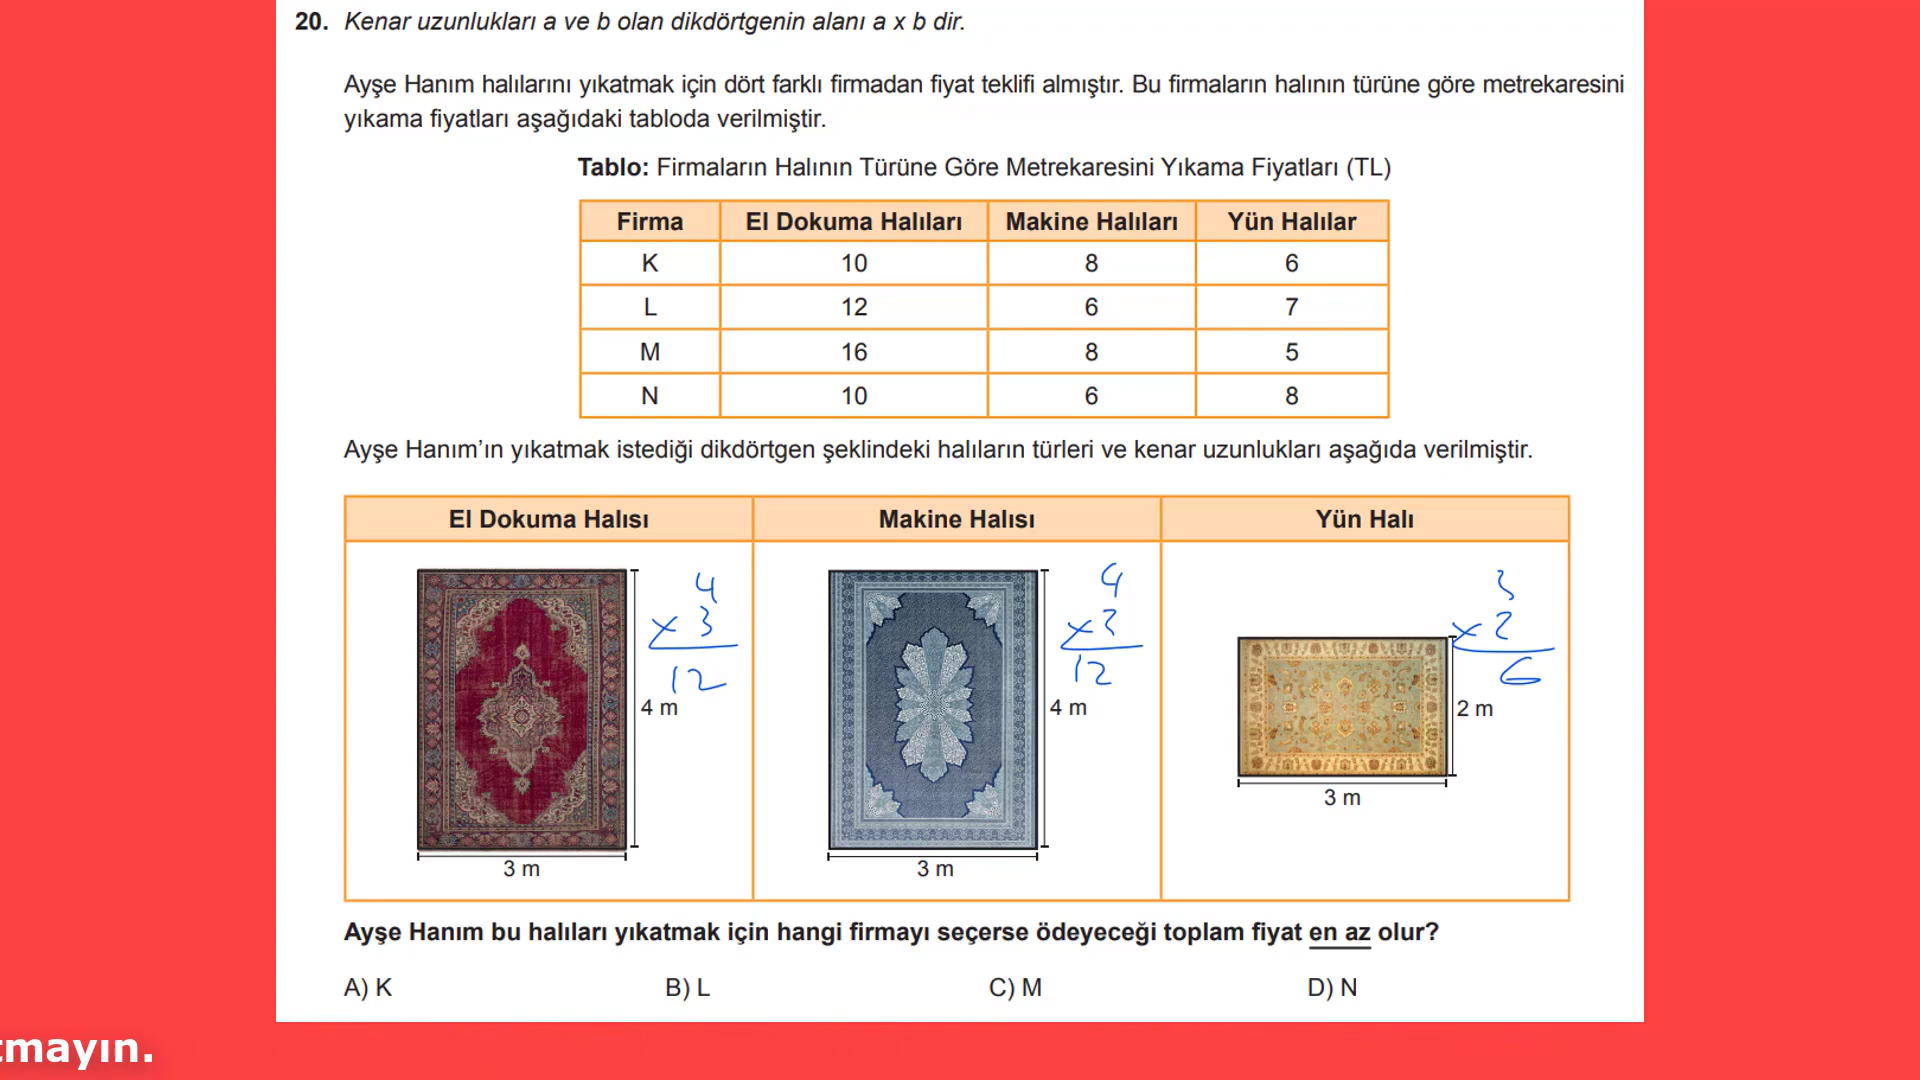 20. Kenar uzunlukları a ve b olan dikdörtgenin alanı a x b dir.
Ayşe Hanım halılarını yıkatmak için dört farklı firmadan fiyat teklifi almıştır. Bu firmaların halının türüne göre metrekaresini
yıkama fiyatları aşağıdaki tabloda verilmiştir.
Tablo: Firmaların Halının Türüne Göre Metrekaresini Yıkama Fiyatları (TL)
Firma El Dokuma Halıları Makine Halıları Yün Halılar
K 10 8 6
L 12 6 7
M 16 8 5
N 10 6 8
Ayşe Hanım'ın yıkatmak istediği dikdörtgen şeklindeki halıların türleri ve kenar uzunlukları aşağıda verilmiştir.
El Dokuma Halısı Makine Halısı Yün Halı
4 4 3
x 3 x 3 x 2
12 12 6
4 m 4 m 2 m
3 m
3 m 3 m
Ayşe Hanım bu halıları yıkatmak için hangi firmayı seçerse ödeyeceği toplam fiyat en az olur?
A) K B) L C) M D) N
tmayın.